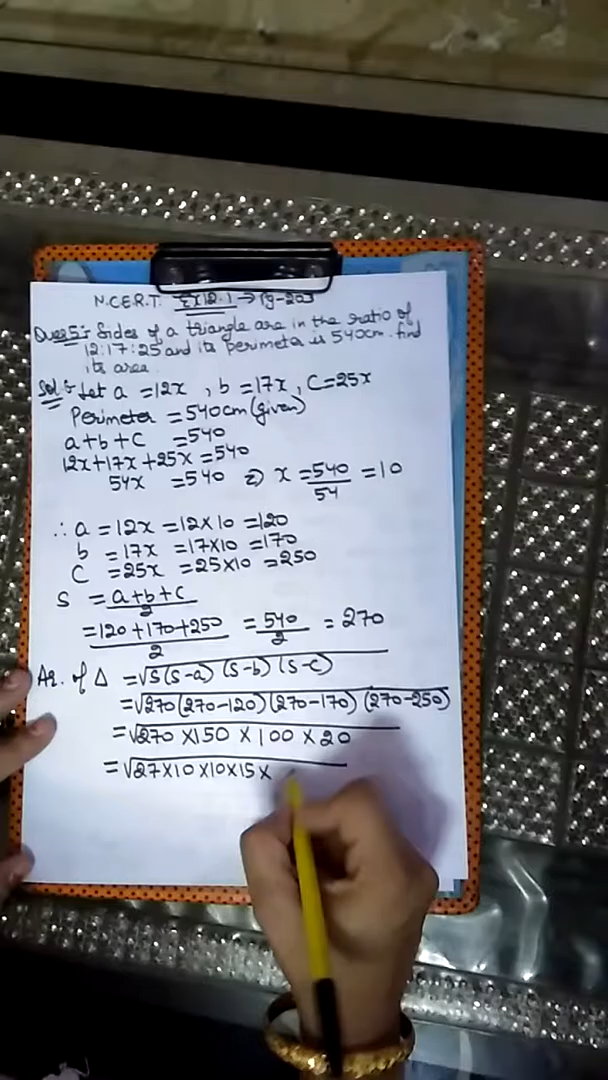 N.C.E.R.T. EX 12.1 → Pg-203
Ques 5:- Sides of a triangle are in the ratio of
12:17:25 and its perimeter is 540cm. find
its area.
Sol:- Let a = 12x , b = 17x , C = 25x
Perimeter = 540cm (given)
a+b+c = 540
12x+17x+25x = 540
54x = 540 ⇒ x = 540/54 = 10
∴ a = 12x = 12×10 = 120
b = 17x = 17×10 = 170
C = 25x = 25×10 = 250
S = a+b+c/2
= 120+170+250/2 = 540/2 = 270
Ar. of Δ = √S(S-a) (S-b) (S-c)
= √270(270-120)(270-170) (270-250)
= √270 ×150 × 100 × 20
= √27×10×10×15×